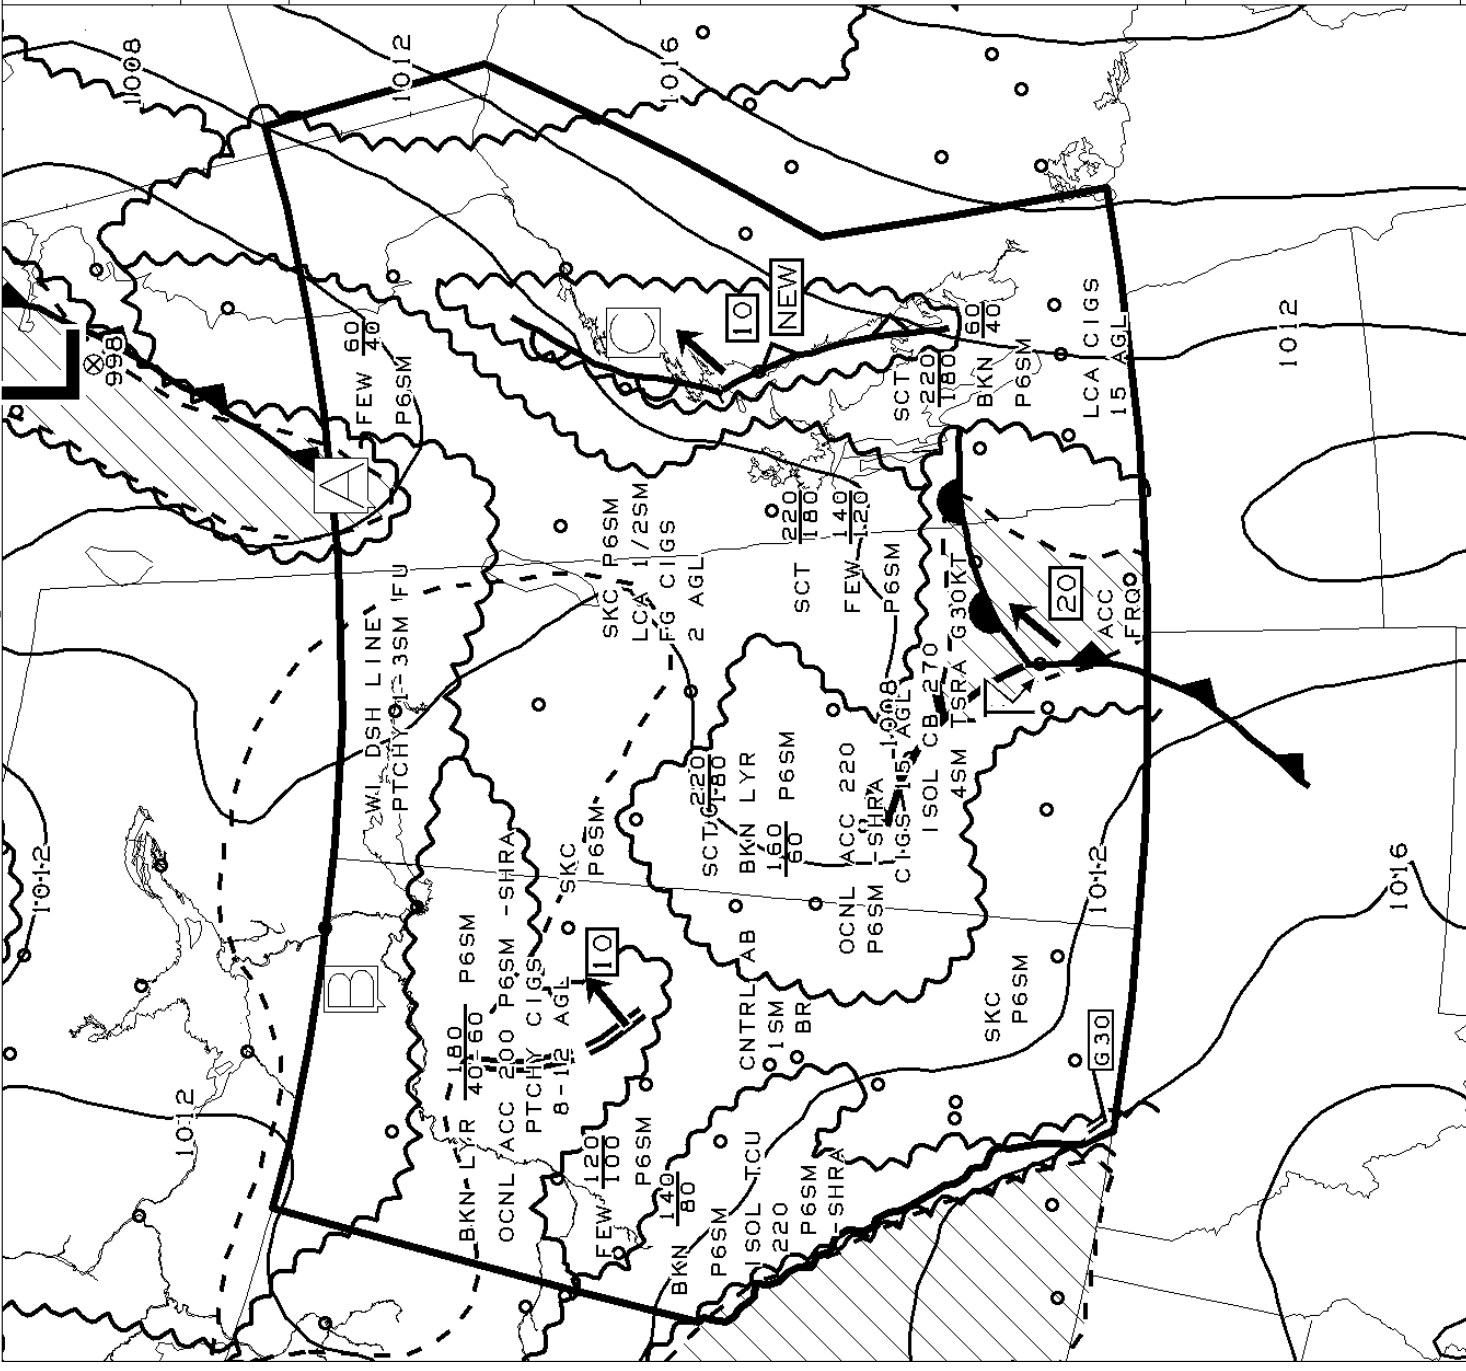 1008
1012
1016
998
60
40
FEW
P6SM
A
C
10
NEW
SCT 220
180
BKN 60
40
P6SM
LCA CIGS
15 AGL
1012
SKC P6SM
LCA 1/2SM
FG CIGS
2 AGL
SCT 220
180
FEW 140
120
P6SM
WI DSH LINE
PTCHY 1-3SM FU
20
ACC
FRQ
SCT 220
180
BKN LYR
160
60 P6SM
OCNL ACC 220
P6SM -SHRA
CIGS 15 AGL
1008
ISOL CB 270
4SM TSRA G30KT
1012
B
BKN LYR 180
40-60 P6SM
OCNL ACC 200 P6SM -SHRA
PTCHY CIGS
8-12 AGL
SKC
P6SM
10
CNTRL AB
1SM
BR
SKC
P6SM
G30
1012
1016
1012
FEW 120
100
P6SM
BKN 140
80
P6SM
ISOL TCU
220
P6SM
-SHRA